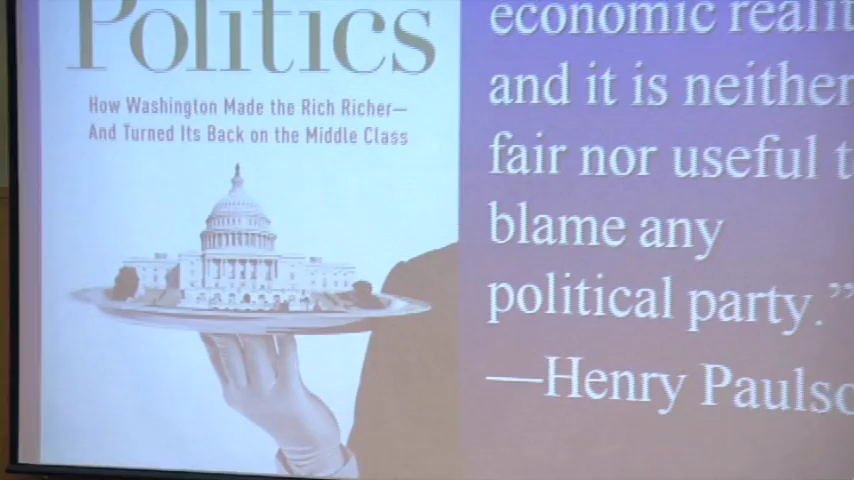 Politics
How Washington Made the Rich Richer—
And Turned Its Back on the Middle Class
economic
and it is neither
fair nor useful
blame any
political party.”
—Henry